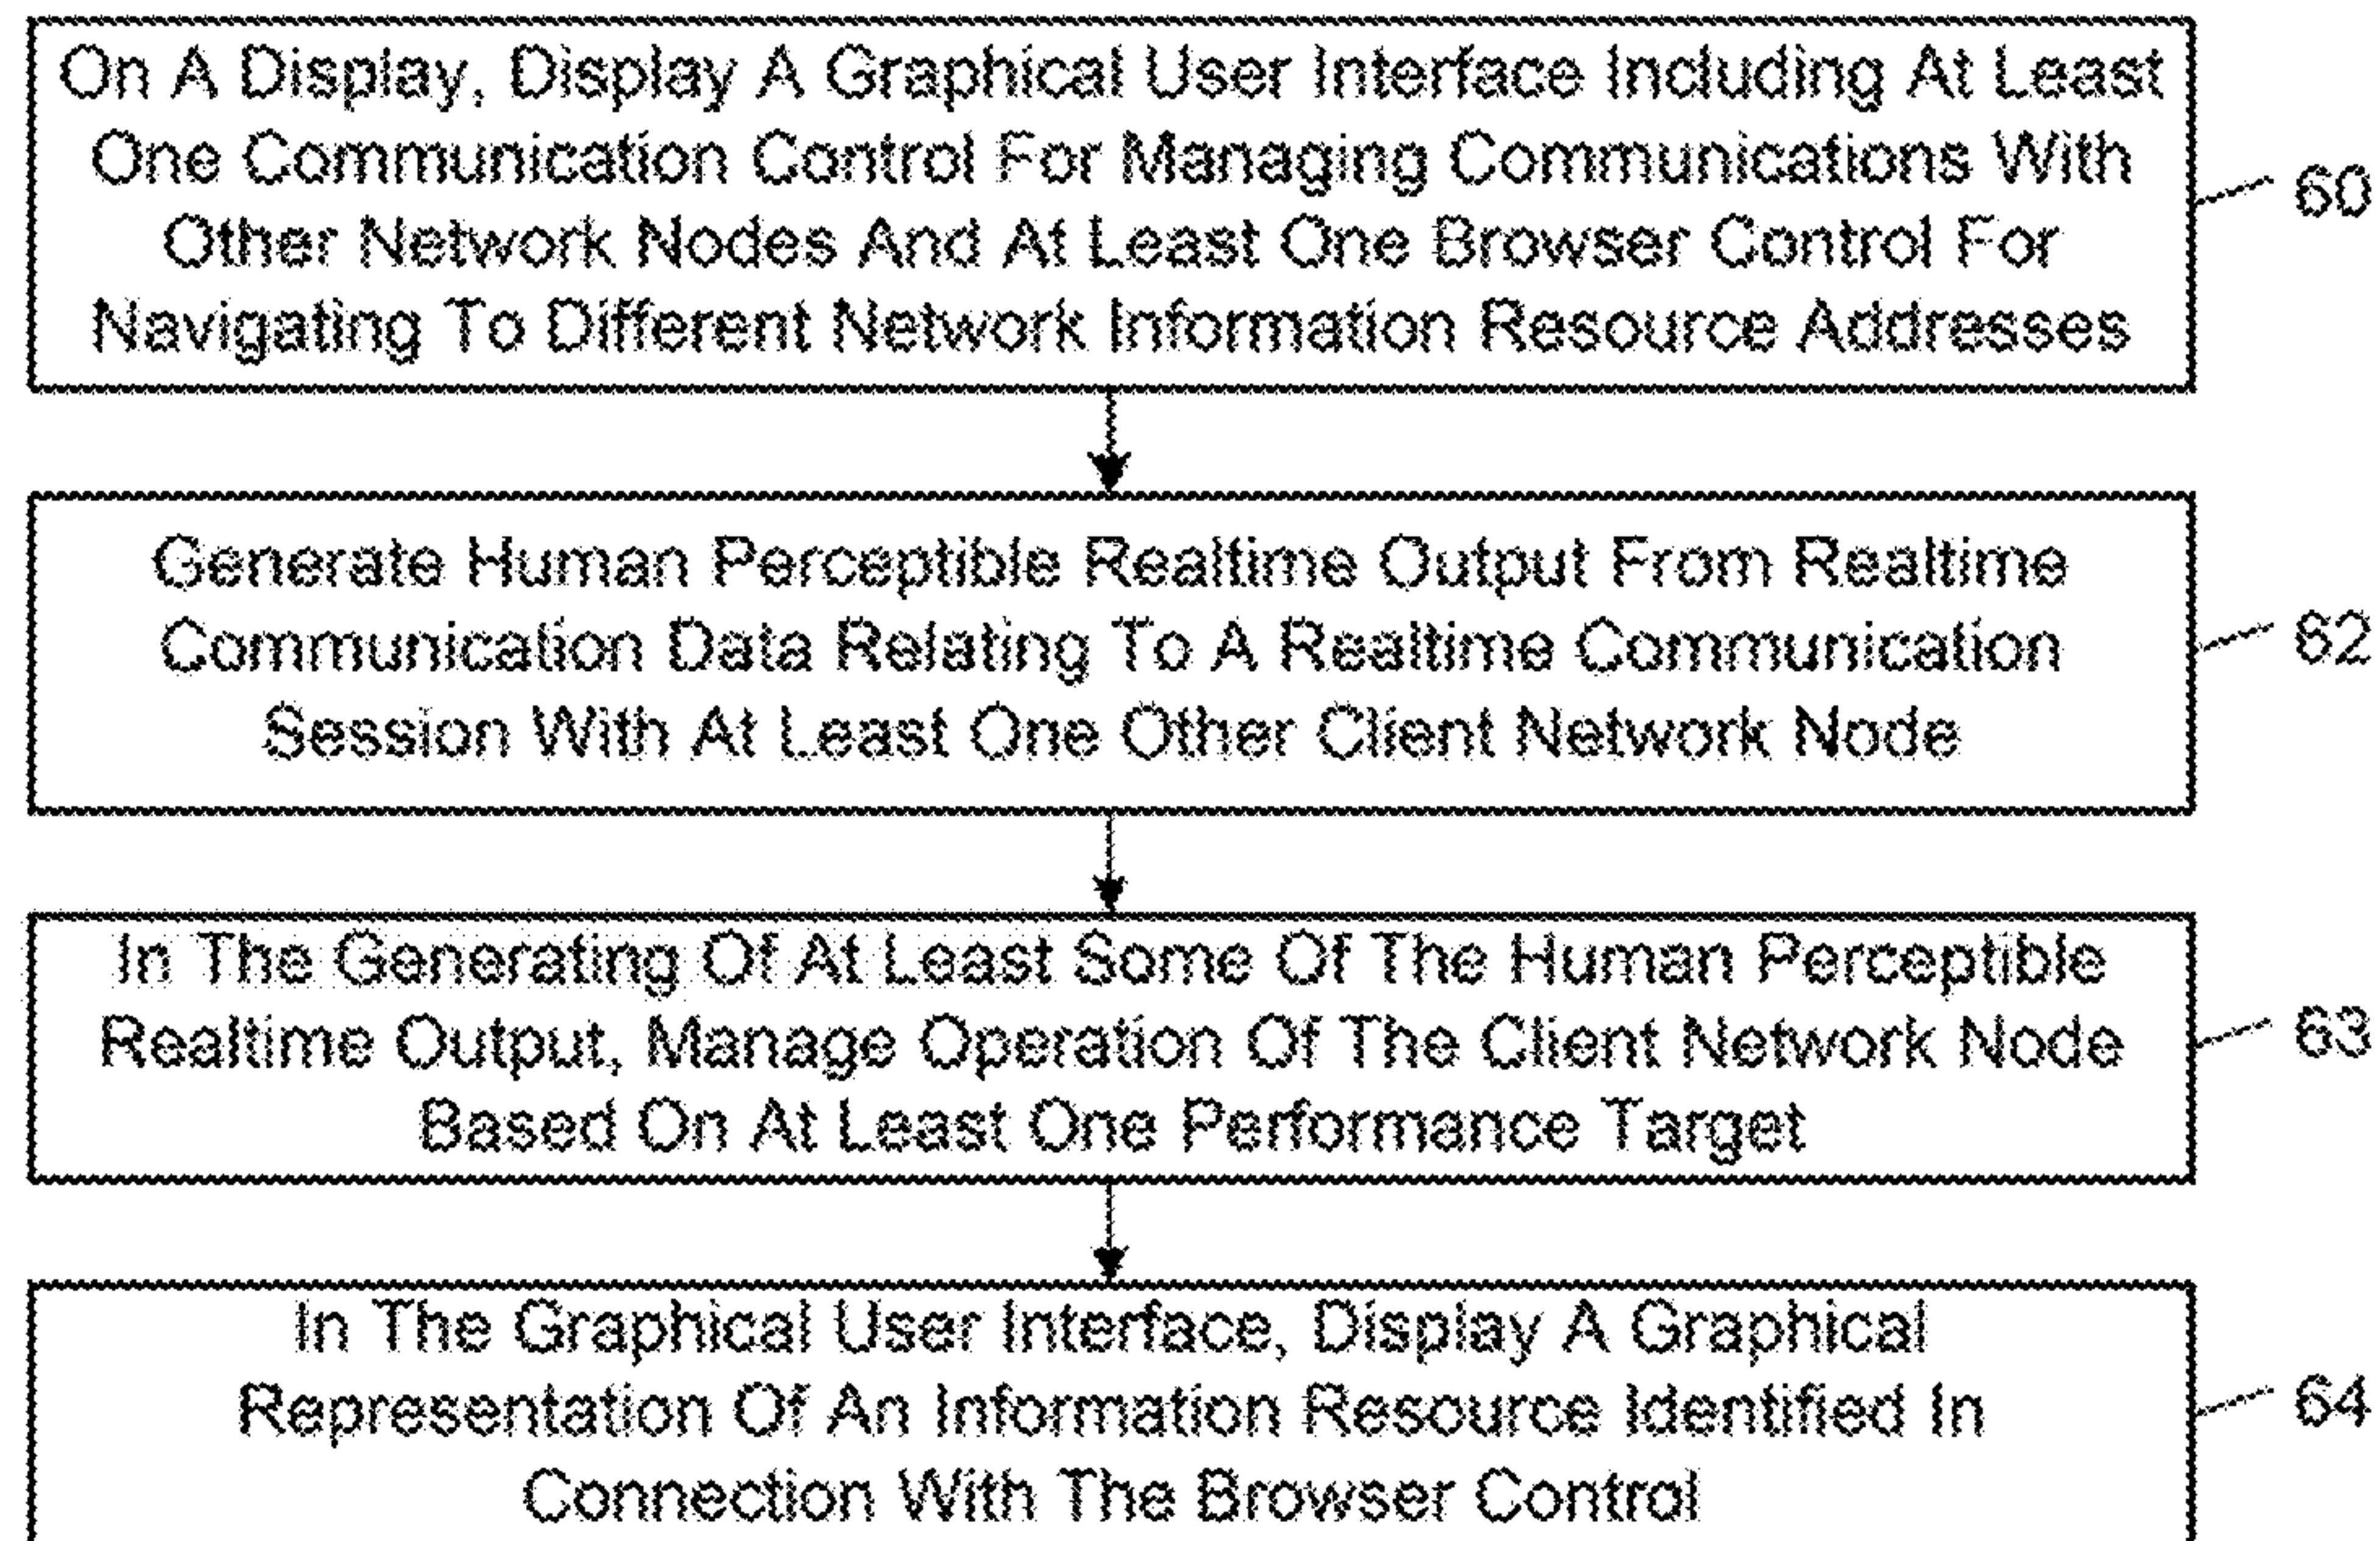 On A Display, Display A Graphical User Interface Including At Least
One Communication Control For Managing Communications With
Other Network Nodes And At Least One Browser Control For
Navigating To Different Network Information Resource Addresses
60
Generate Human Perceptible Realtime Output From Realtime
Communication Data Relating To A Realtime Communication
Session With At Least One Other Client Network Node
62
In The Generating Of At Least Some Of The Human Perceptible
Realtime Output, Manage Operation Of The Client Network Node
Based On At Least One Performance Target
63
In The Graphical User Interface, Display A Graphical
Representation Of An Information Resource Identified In
Connection With The Browser Control
64